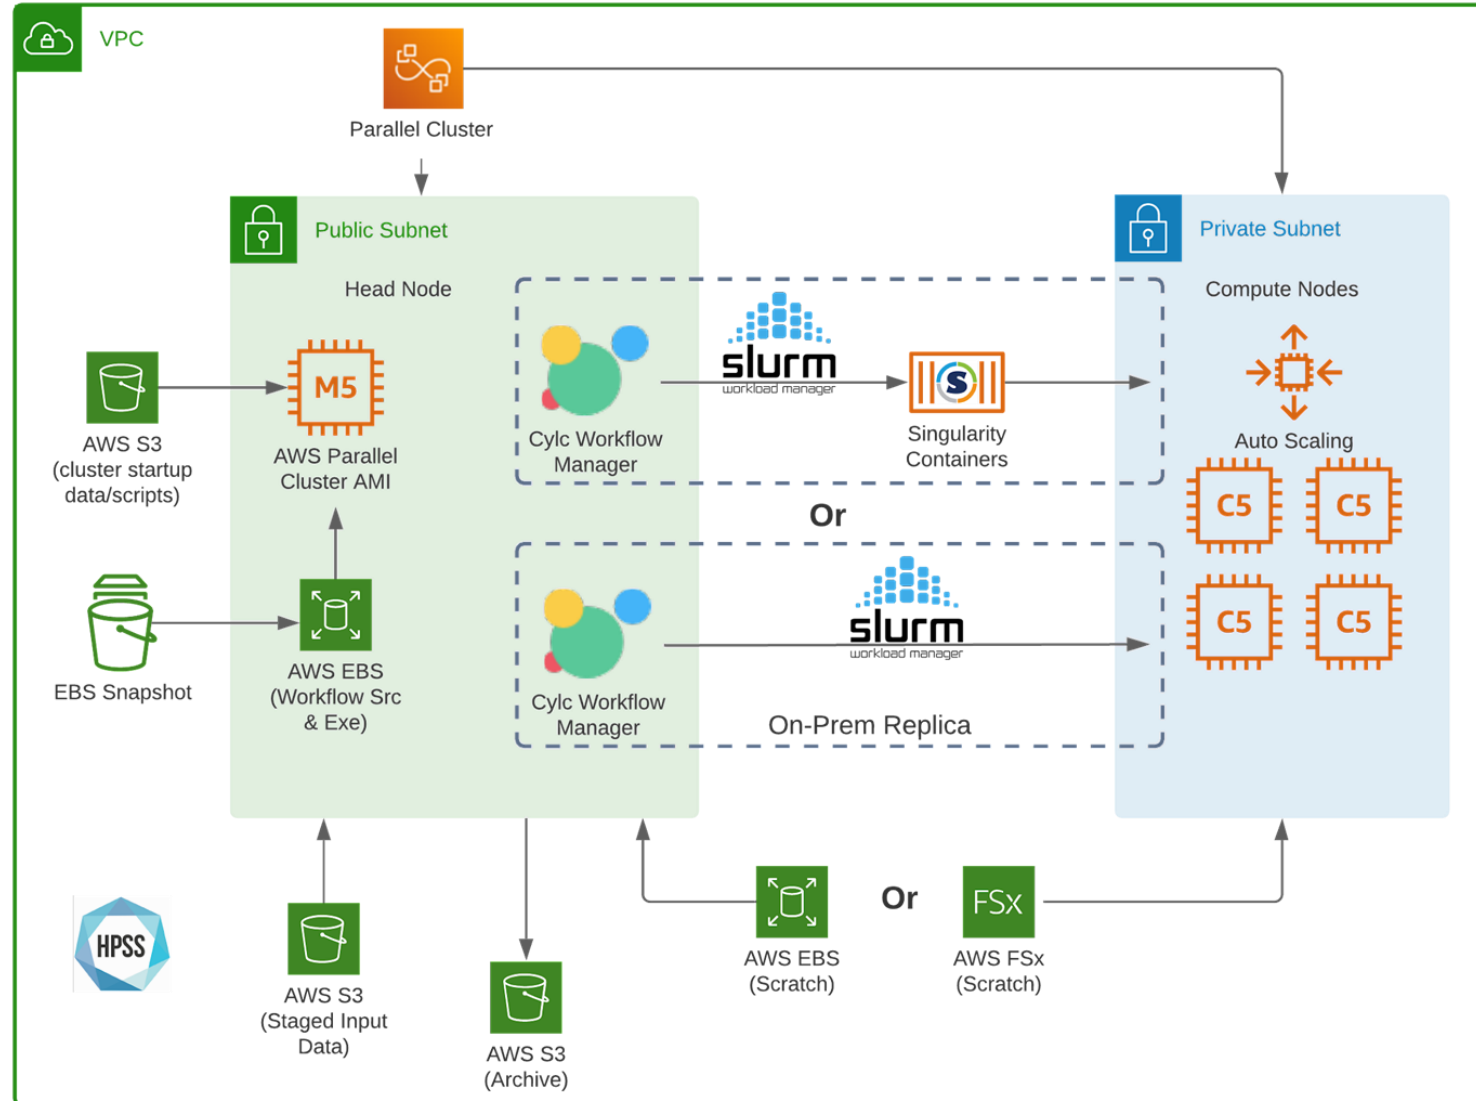 VPC
Parallel Cluster
Public Subnet
Private Subnet
Head Node
Compute Nodes
slurm
workload manager
M5
S
AWS S3
(cluster startup
data/scripts)
AWS Parallel
Cluster AMI
Cylc Workflow
Manager
Singularity
Containers
Auto Scaling
C5
C5
Or
slurm
workload manager
C5
C5
EBS Snapshot
AWS EBS
(Workflow Src
& Exe)
Cylc Workflow
Manager
On-Prem Replica
HPSS
AWS S3
(Staged Input
Data)
AWS S3
(Archive)
AWS EBS
(Scratch)
Or
FSx
AWS FSx
(Scratch)